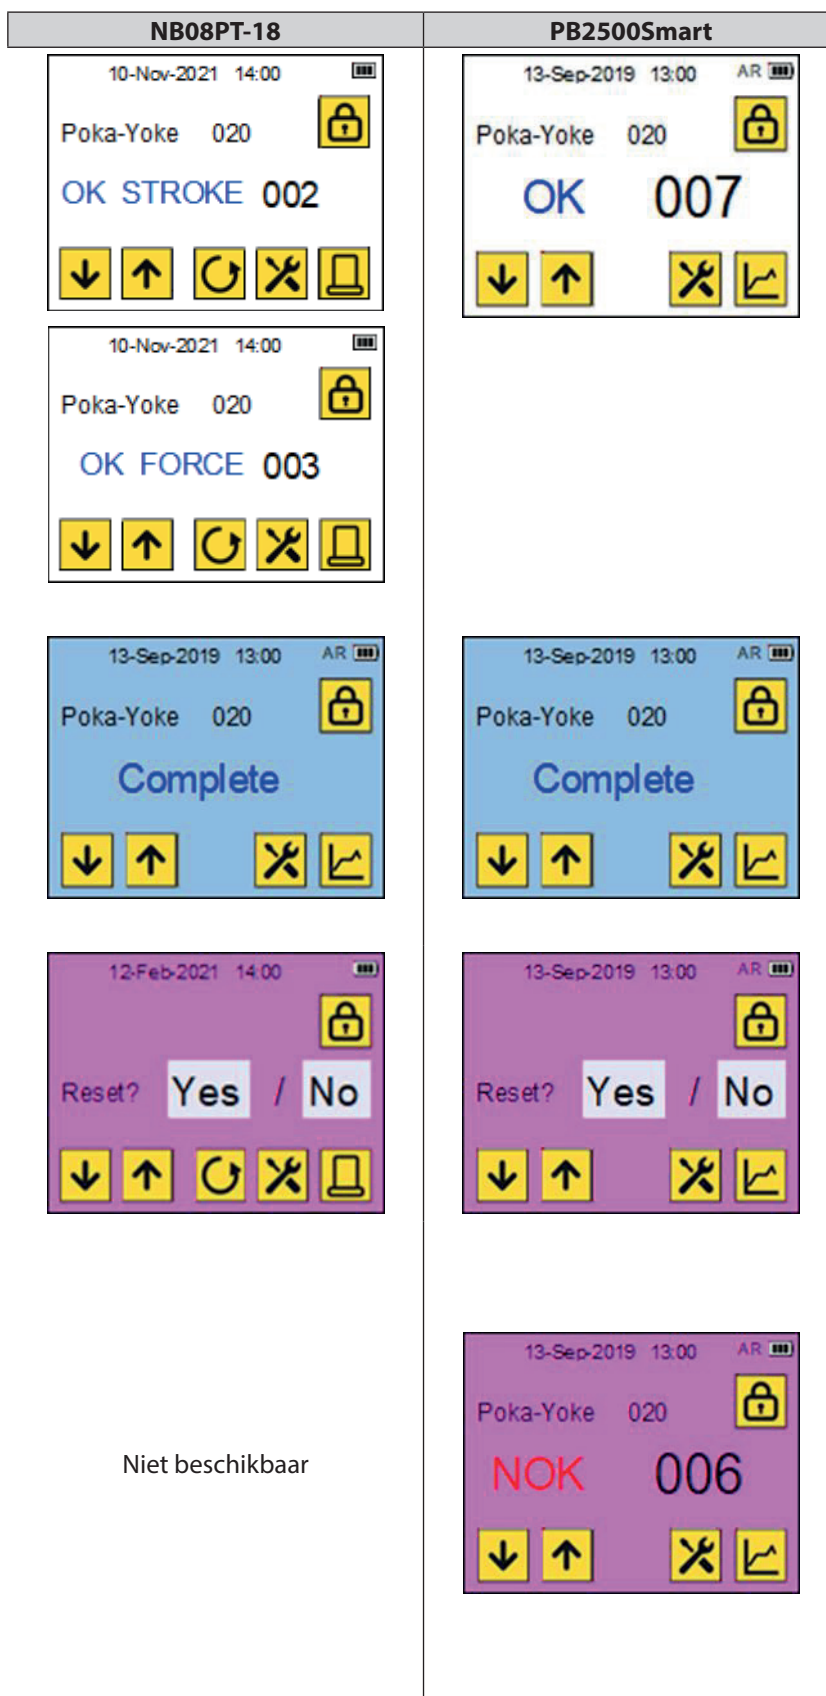 NB08PT-18
PB2500Smart
10-Nov-2021 14:00
Poka-Yoke 020
OK STROKE 002
13-Sep-2019 13:00 AR
Poka-Yoke 020
OK 007
10-Nov-2021 14:00
Poka-Yoke 020
OK FORCE 003
13-Sep-2019 13:00 AR
Poka-Yoke 020
Complete
13-Sep-2019 13:00 AR
Poka-Yoke 020
Complete
12-Feb-2021 14:00
Reset? Yes / No
13-Sep-2019 13:00 AR
Reset? Yes / No
Niet beschikbaar
13-Sep-2019 13:00 AR
Poka-Yoke 020
NOK 006